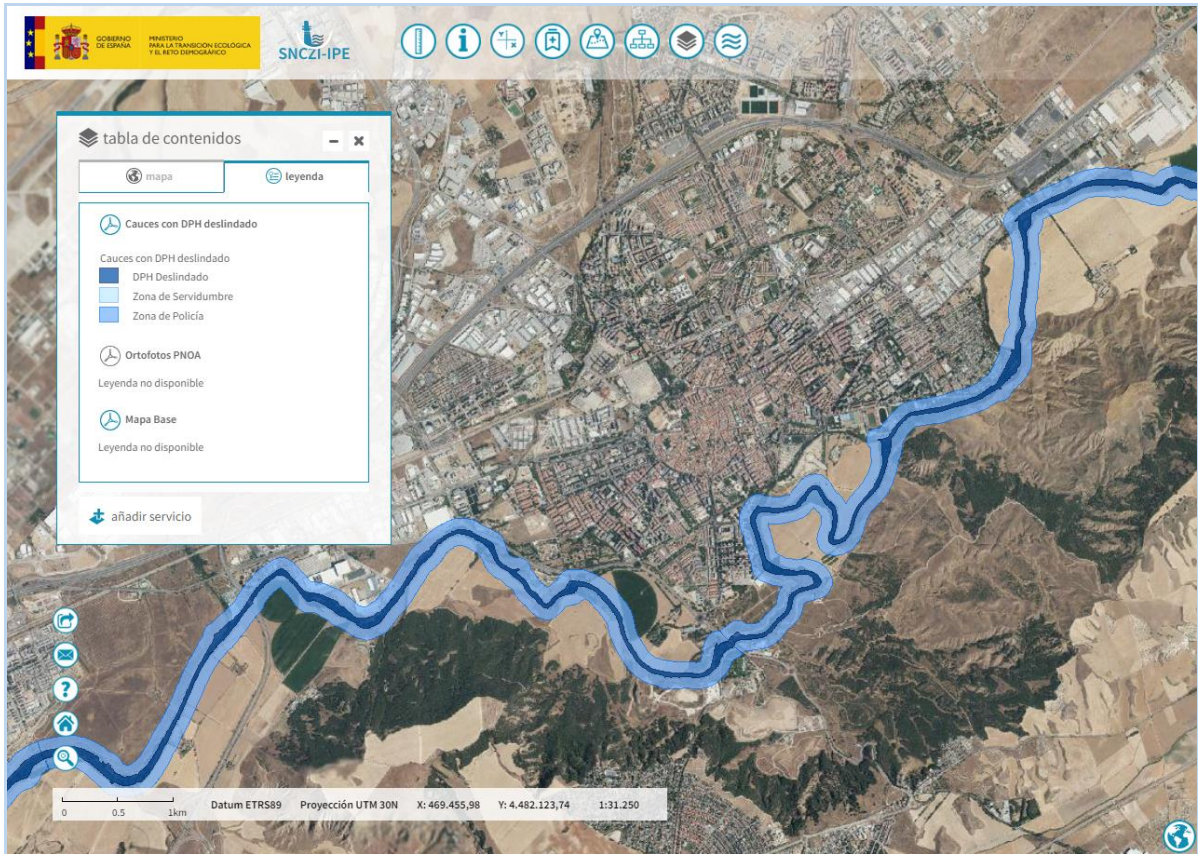 GOBIERNO
DE ESPAÑA
MINISTERIO
PARA LA TRANSICIÓN ECOLÓGICA
Y EL RETO DEMOGRÁFICO
SNCZI-IPE
tabla de contenidos
mapa
leyenda
Cauces con DPH deslindado
Cauces con DPH deslindado
DPH Deslindado
Zona de Servidumbre
Zona de Policía
Ortofotos PNOA
Leyenda no disponible
Mapa Base
Leyenda no disponible
añadir servicio
0 0.5 1km
Datum ETRS89 Proyección UTM 30N X: 469.455,98 Y: 4.482.123,74 1:31.250